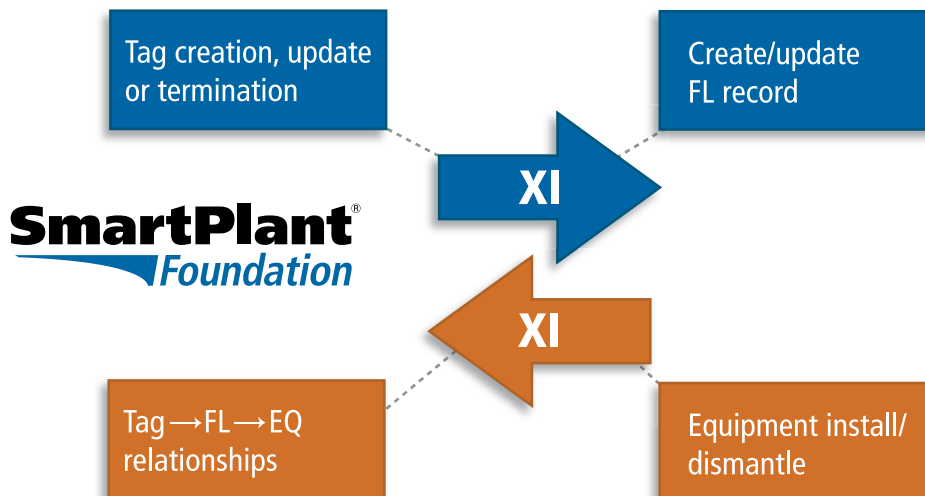 Tag creation, update
or termination
Create/update
FL record
XI
SmartPlant®
Foundation
XI
Tag→FL→EQ
relationships
Equipment install/
dismantle